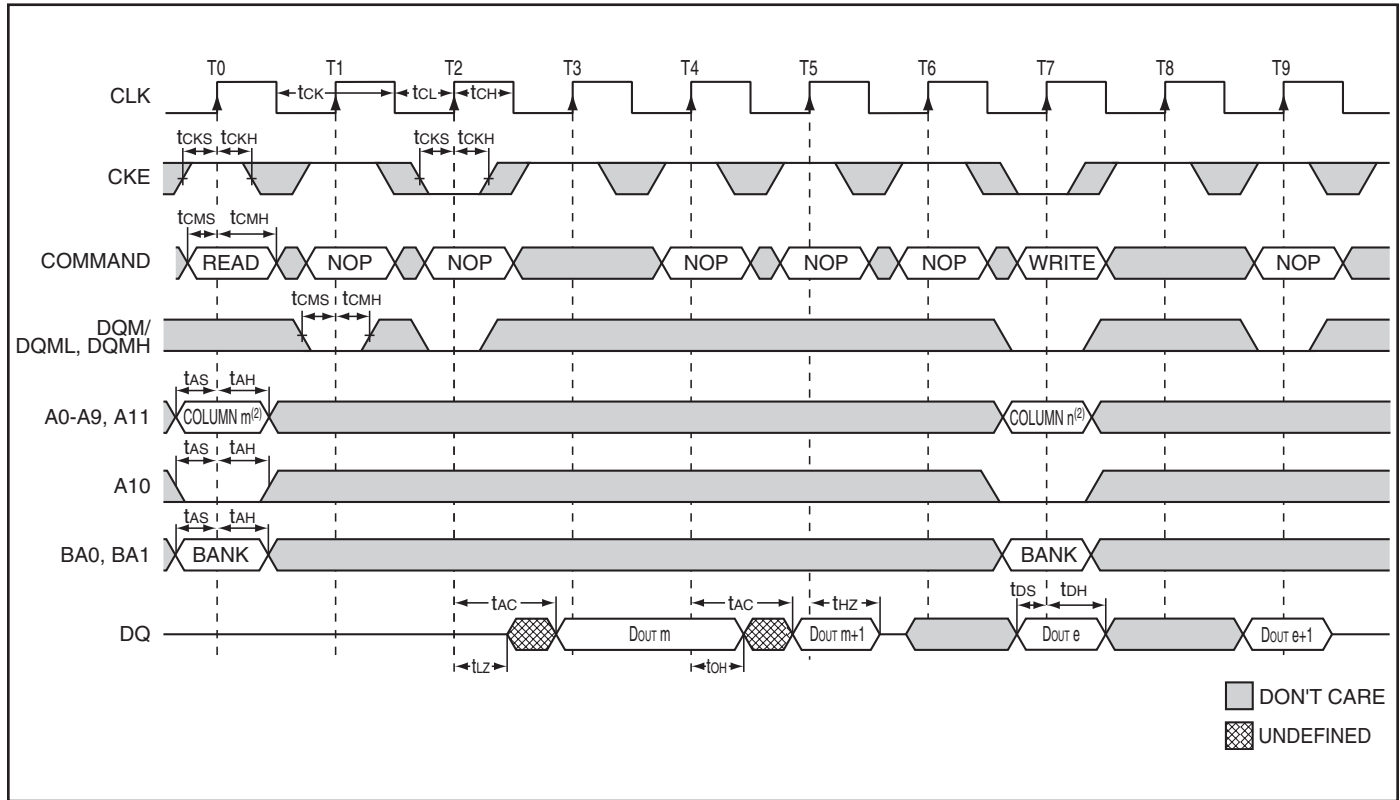 T0 T1 T2 T3 T4 T5 T6 T7 T8 T9
CLK tCK tCL tCH
tCKS tCKH tCKS tCKH
CKE
tCMS tCMH
COMMAND READ NOP NOP NOP NOP NOP WRITE NOP
tCMS tCMH
DQM/
DQML, DQMH
tAS tAH
A0-A9, A11 COLUMN m(2) COLUMN n(2)
tAS tAH
A10
tAS tAH
BA0, BA1 BANK BANK
tAC tAC tHZ tDS tDH
DQ DOUT m DOUT m+1 DOUT e DOUT e+1
tLZ tOH
DON'T CARE
UNDEFINED